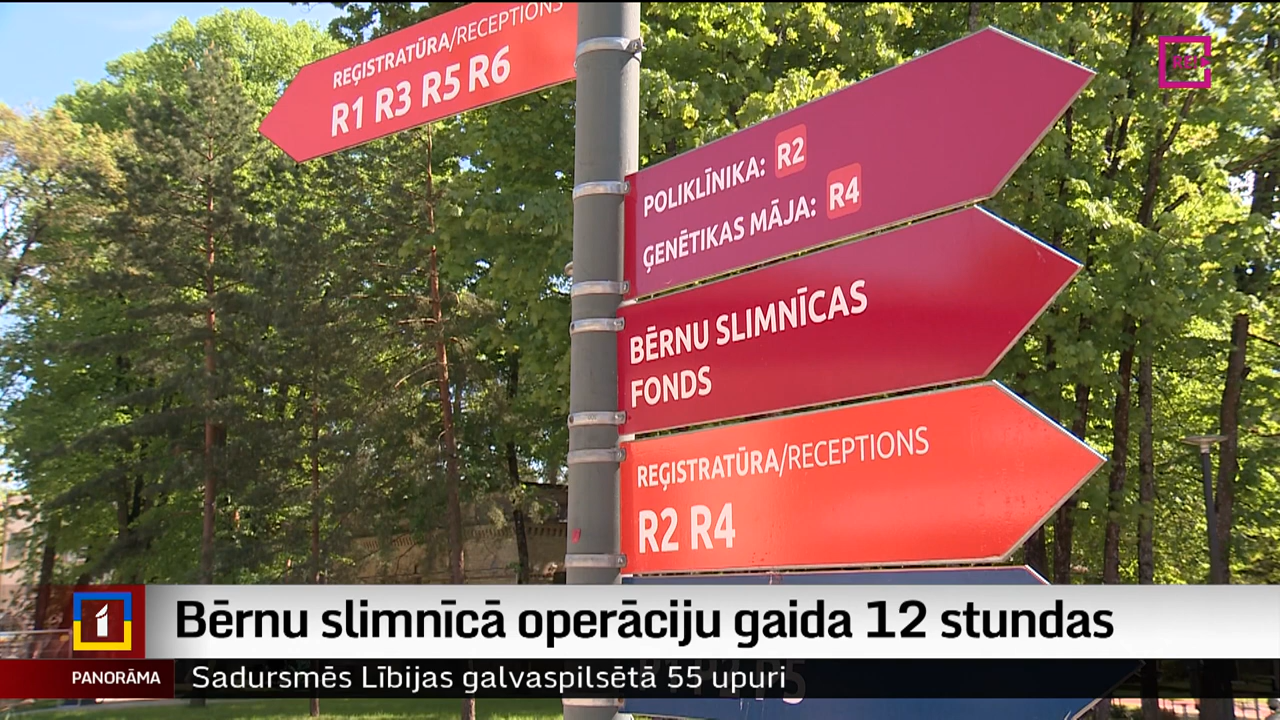 REĢISTRATŪRA/RECEPTIONS
R1 R3 R5 R6
POLIKLĪNIKA: R2
ĢENĒTIKAS MĀJA: R4
BĒRNU SLIMNĪCAS
FONDS
REĢISTRATŪRA/RECEPTIONS
R2 R4
1 Bērnu slimnīcā operāciju gaida 12 stundas
PANORĀMA Sadursmēs Lībijas galvaspilsētā 55 upuri